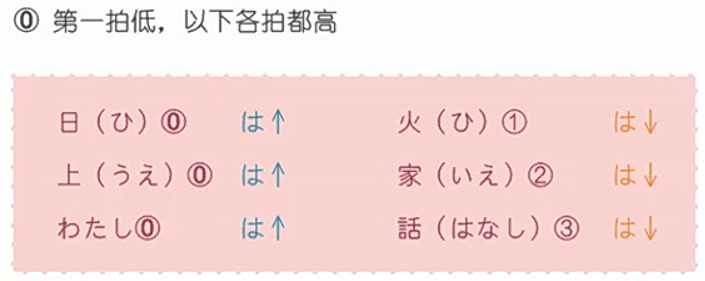 ⓪ 第一拍低，以下各拍都高
日（ひ）⓪ は↑ 火（ひ）① は↓
上（うえ）⓪ は↑ 家（いえ）② は↓
わたし⓪ は↑ 話（はなし）③ は↓